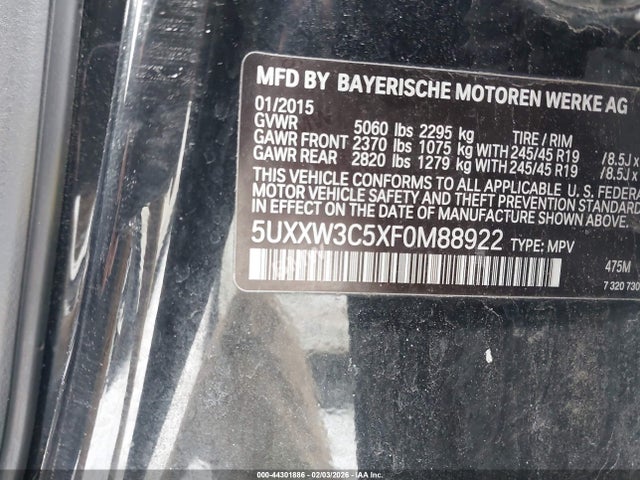 MFD BY BAYERISCHE MOTOREN WERKE AG
01/2015
GVWR 5060 lbs 2295 kg TIRE / RIM
GAWR FRONT 2370 lbs 1075 kg WITH 245/45 R19 /8.5J x
GAWR REAR 2820 lbs 1279 kg WITH 245/45 R19 /8.5J x
THIS VEHICLE CONFORMS TO ALL APPLICABLE U. S. FEDERA
MOTOR VEHICLE SAFETY AND THEFT PREVENTION STANDARDS
IN EFFECT ON THE DATE OF MANUFACTURE SHOWN ABOVE.
5UXXW3C5XF0M88922 TYPE: MPV
475M
7 320 730
000-44301886 - 02/03/2026 - IAA Inc.